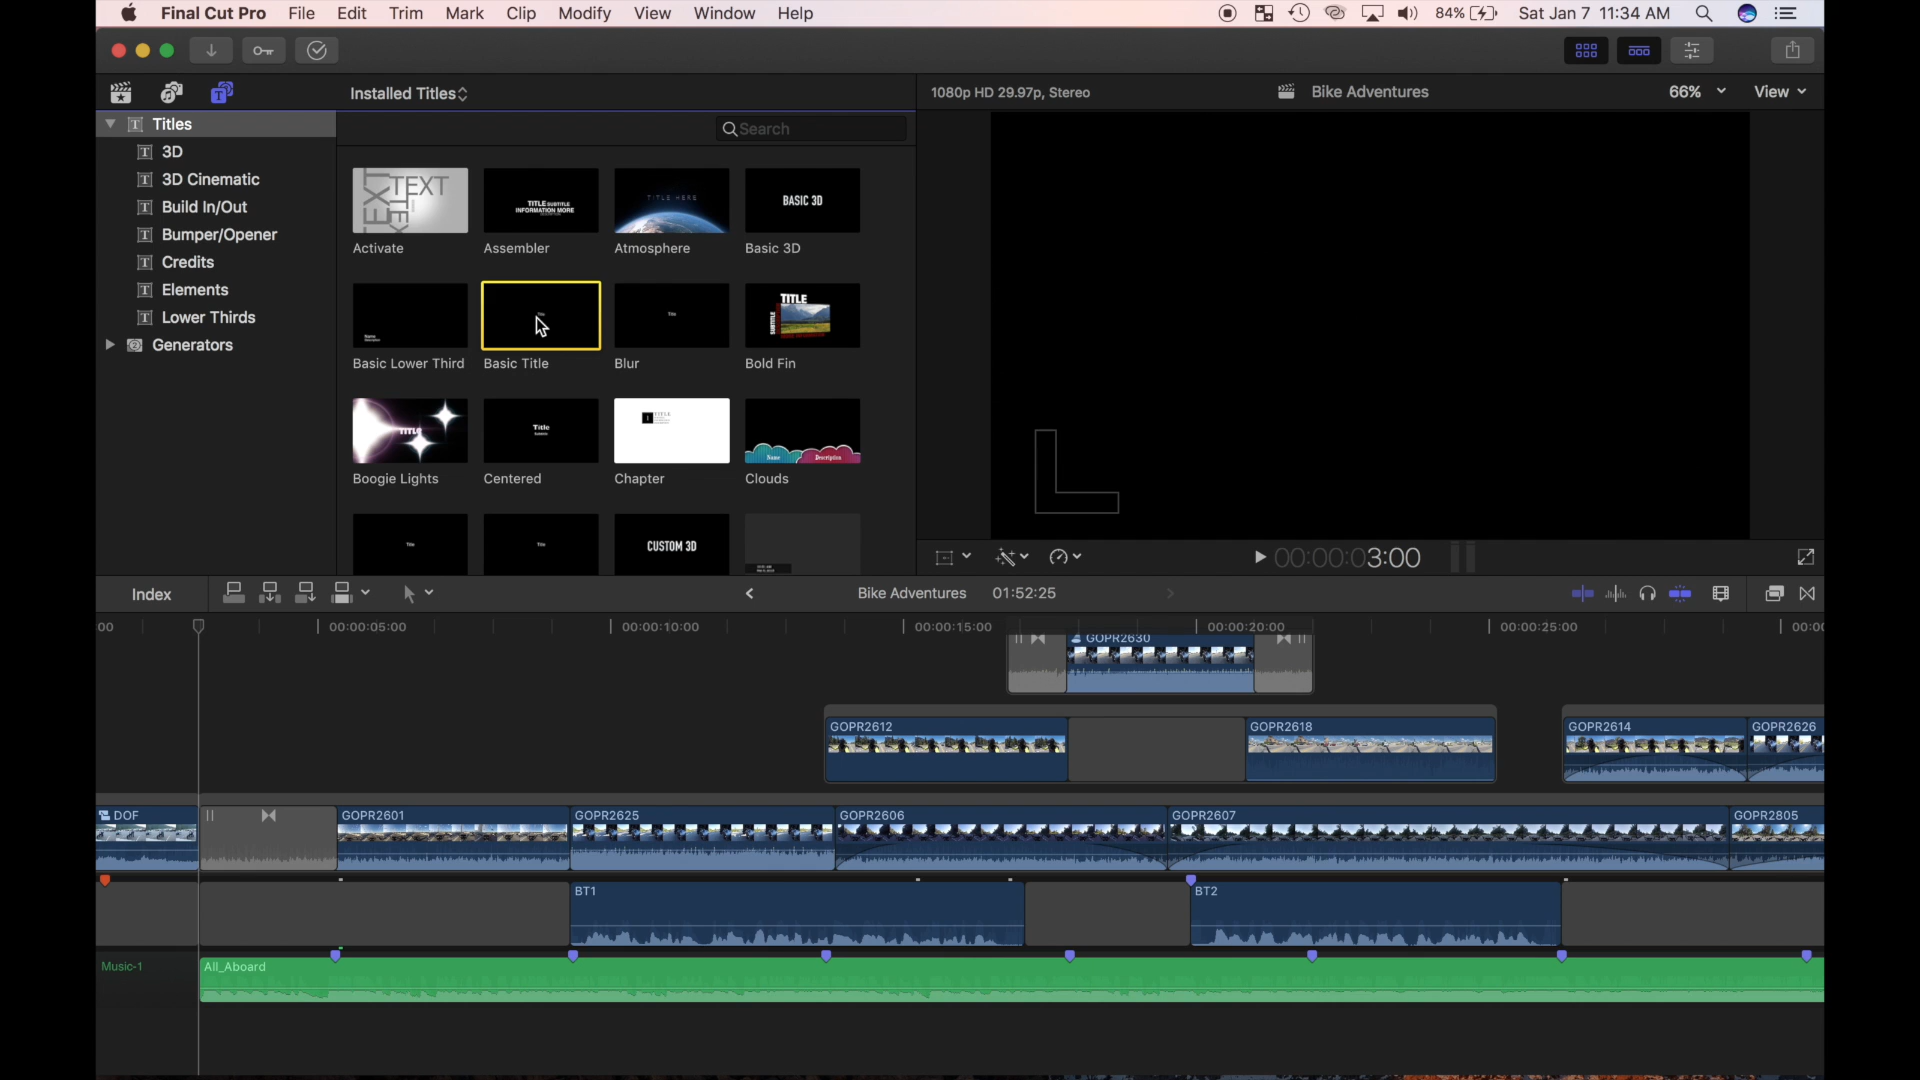 Final Cut Pro File Edit Trim Mark Clip Modify View Window Help 84% Sat Jan 7 11:34 AM
Installed Titles 1080p HD 29.97p, Stereo Bike Adventures 66% View
Titles
Search
3D
3D Cinematic
Build In/Out
Bumper/Opener
Credits
Elements
Lower Thirds
Generators
TEXT
TEXT
TITLE SUBTITLE
INFORMATION MORE
TITLE HERE
BASIC 3D
Activate Assembler Atmosphere Basic 3D
TITLE
SUBTITLE
Title
Basic Lower Third Basic Title Blur Bold Fin
TITLE
Title
TITLE
Name Description
Boogie Lights Centered Chapter Clouds
Title Title CUSTOM 3D
00:00:03:00
Index Bike Adventures 01:52:25
00 00:00:05:00 00:00:10:00 00:00:15:00 00:00:20:00 00:00:25:00 00:0
GOPR2630
GOPR2612 GOPR2618 GOPR2614 GOPR2626
DOF GOPR2601 GOPR2625 GOPR2606 GOPR2607 GOPR2805
BT1 BT2
Music-1 All_Aboard